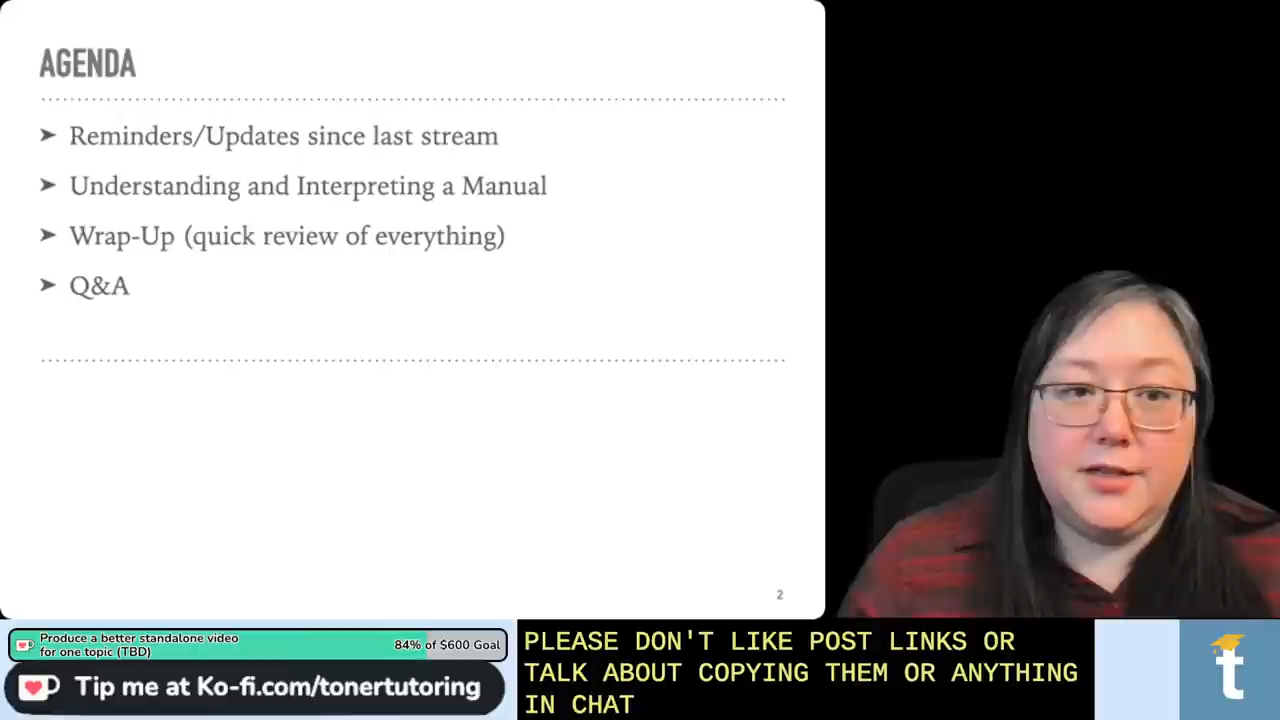 AGENDA
➤ Reminders/Updates since last stream
➤ Understanding and Interpreting a Manual
➤ Wrap-Up (quick review of everything)
➤ Q&A
2
Produce a better standalone video
for one topic (TBD)
84% of $600 Goal
Tip me at Ko-fi.com/tonertutoring
PLEASE DON'T LIKE POST LINKS OR
TALK ABOUT COPYING THEM OR ANYTHING
IN CHAT
t